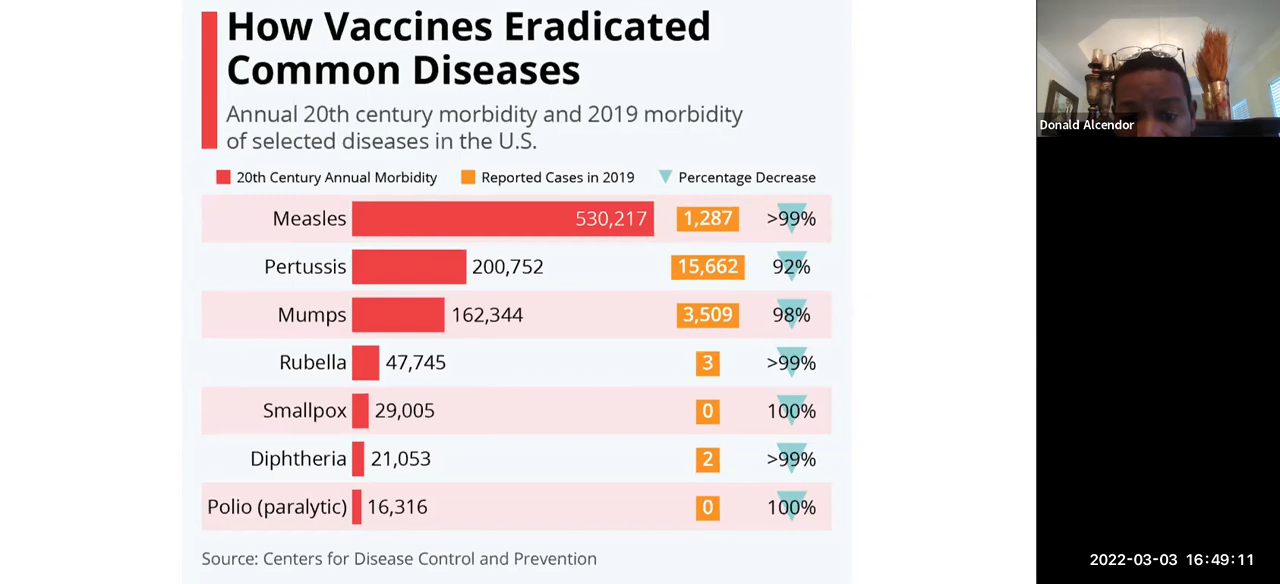 How Vaccines Eradicated
Common Diseases
Annual 20th century morbidity and 2019 morbidity
of selected diseases in the U.S.
20th Century Annual Morbidity Reported Cases in 2019 Percentage Decrease
Measles 530,217 1,287 >99%
Pertussis 200,752 15,662 92%
Mumps 162,344 3,509 98%
Rubella 47,745 3 >99%
Smallpox 29,005 0 100%
Diphtheria 21,053 2 >99%
Polio (paralytic) 16,316 0 100%
Source: Centers for Disease Control and Prevention
Donald Alcendor
2022-03-03 16:49:11